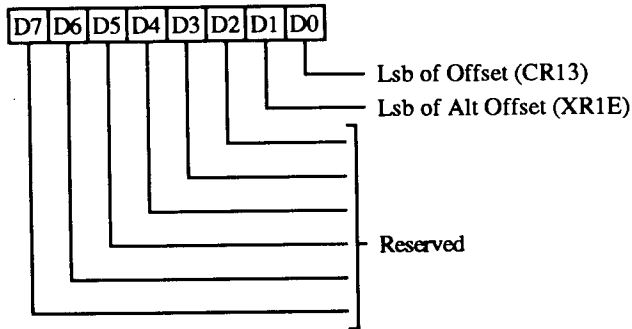 D7 D6 D5 D4 D3 D2 D1 D0
Lsb of Offset (CR13)
Lsb of Alt Offset (XR1E)
Reserved